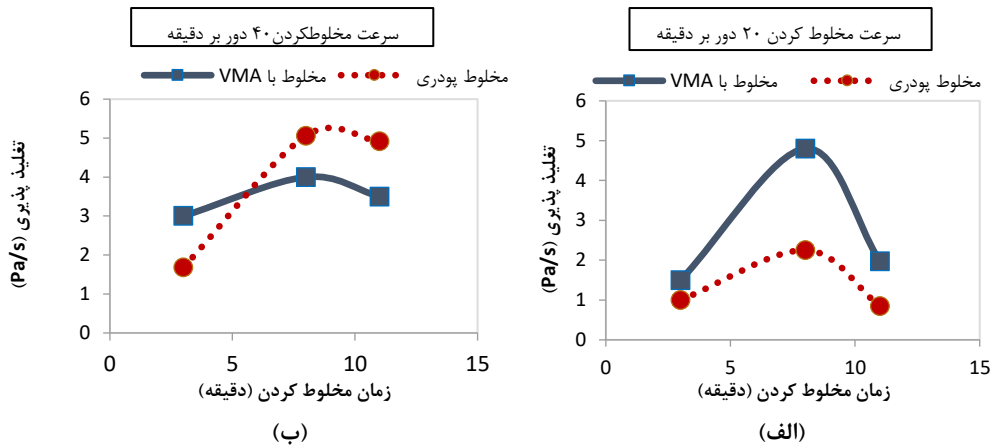 سرعت مخلوط کردن ۲۰ دور بر دقیقه
مخلوط پودری
مخلوط با VMA
تغلیذ پذیری (Pa/s)
6
5
4
3
2
1
0
0 5 10 15
زمان مخلوط کردن (دقیقه)
(الف)
سرعت مخلوطکردن۴۰ دور بر دقیقه
مخلوط پودری
مخلوط با VMA
تغلیذ پذیری (Pa/s)
6
5
4
3
2
1
0
0 5 10 15
زمان مخلوط کردن (دقیقه)
(ب)